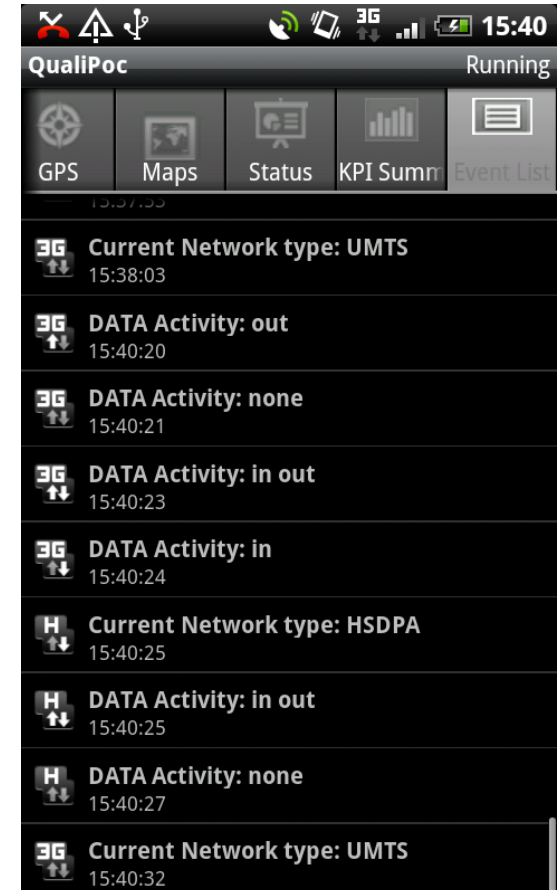 3G 15:40
QualiPoc Running
GPS Maps Status KPI Summ Event List
15:37:53
3G Current Network type: UMTS
15:38:03
3G DATA Activity: out
15:40:20
3G DATA Activity: none
15:40:21
3G DATA Activity: in out
15:40:23
3G DATA Activity: in
15:40:24
H Current Network type: HSDPA
15:40:25
H DATA Activity: in out
15:40:25
H DATA Activity: none
15:40:27
3G Current Network type: UMTS
15:40:32